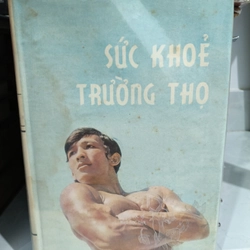 SỨC KHOẺ
TRƯỜNG THỌ